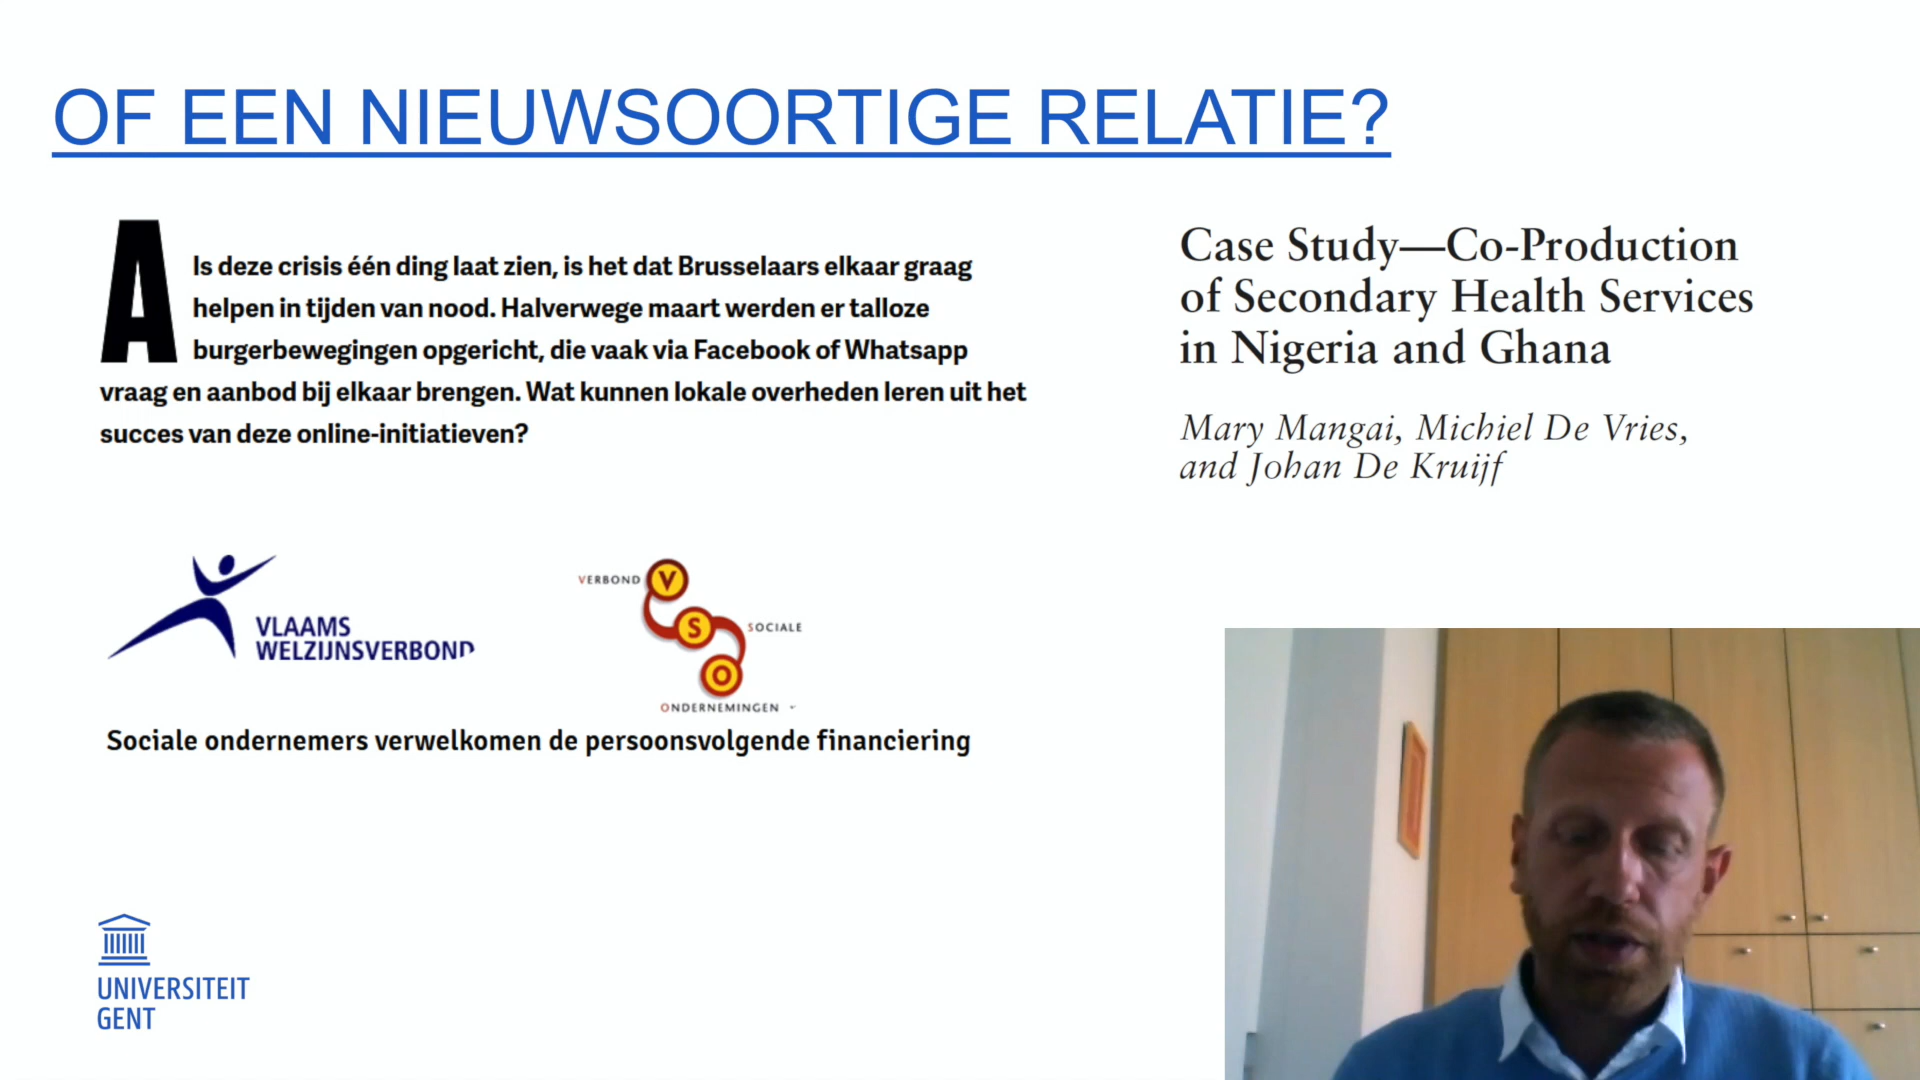 OF EEN NIEUWSOORTIGE RELATIE?
Als deze crisis één ding laat zien, is het dat Brusselaars elkaar graag
helpen in tijden van nood. Halverwege maart werden er talloze
burgerbewegingen opgericht, die vaak via Facebook of Whatsapp
vraag en aanbod bij elkaar brengen. Wat kunnen lokale overheden leren uit het
succes van deze online-initiatieven?
Case Study—Co-Production
of Secondary Health Services
in Nigeria and Ghana
Mary Mangai, Michiel De Vries,
and Johan De Kruijf
VLAAMS
WELZIJNSVERBOND
VERBOND V
S SOCIALE
O
ONDERNEMINGEN
Sociale ondernemers verwelkomen de persoonsvolgende financiering
UNIVERSITEIT
GENT